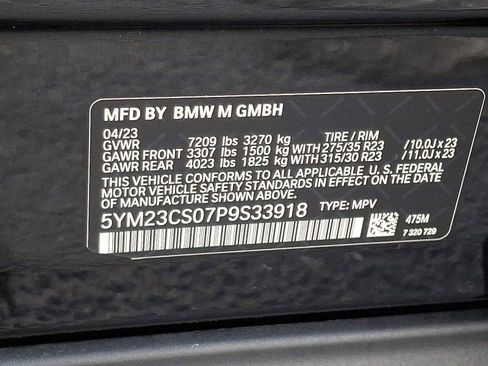 MFD BY BMW M GMBH
04/23
GVWR 7209 lbs 3270 kg TIRE / RIM
GAWR FRONT 3307 lbs 1500 kg WITH 275/35 R23 / 10.0J x 23
GAWR REAR 4023 lbs 1825 kg WITH 315/30 R23 / 11.0J x 23
THIS VEHICLE CONFORMS TO ALL APPLICABLE U. S. FEDERAL
MOTOR VEHICLE SAFETY STANDARDS IN EFFECT ON THE DATE
OF MANUFACTURE SHOWN ABOVE.
5YM23CS07P9S33918 TYPE: MPV
475M
7 320 729